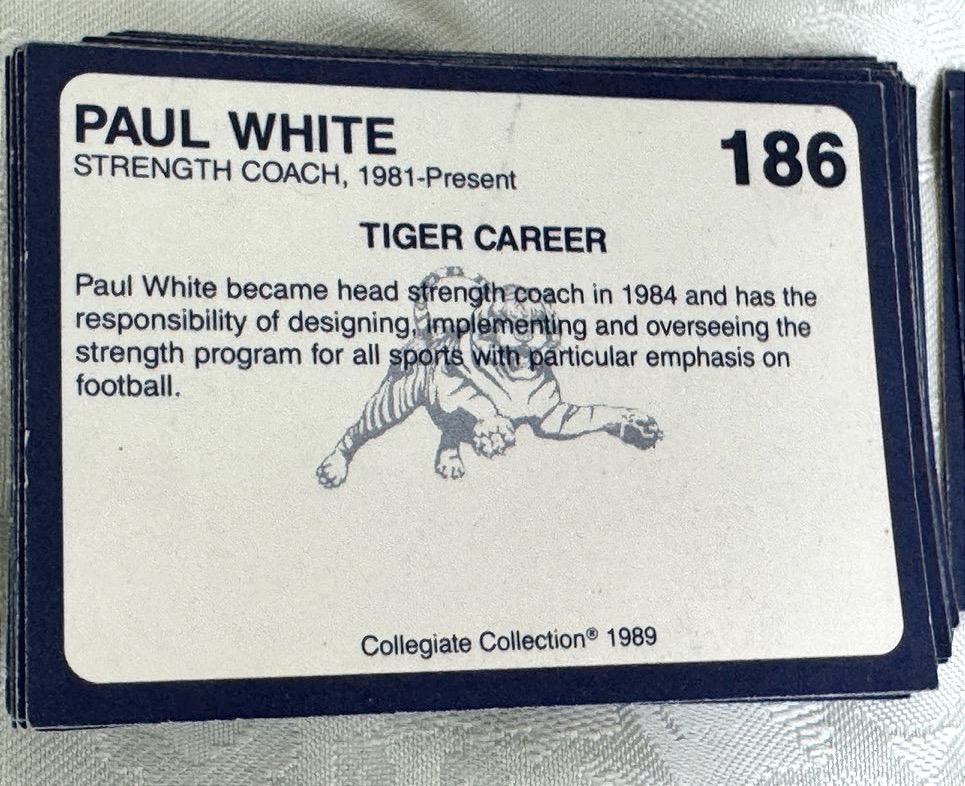 PAUL WHITE
186
STRENGTH COACH, 1981-Present
TIGER CAREER
Paul White became head strength coach in 1984 and has the
responsibility of designing, implementing and overseeing the
strength program for all sports with particular emphasis on
football.
Collegiate Collection® 1989